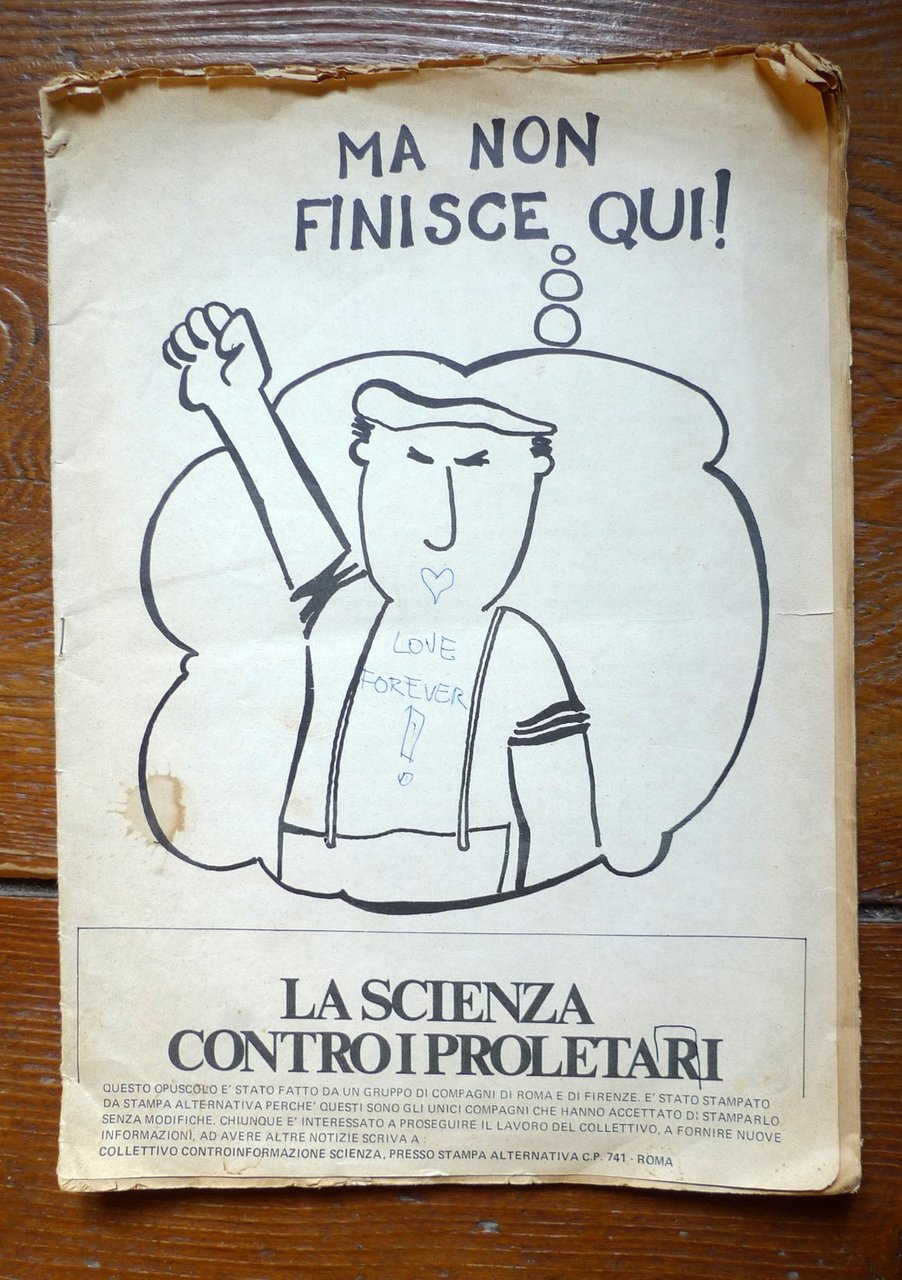 MA NON
FINISCE QUI!
LOVE
FOREVER
!
LA SCIENZA
CONTRO I PROLETARI
QUESTO OPUSCOLO E' STATO FATTO DA UN GRUPPO DI COMPAGNI DI ROMA E DI FIRENZE. E' STATO STAMPATO
DA STAMPA ALTERNATIVA PERCHE' QUESTI SONO GLI UNICI COMPAGNI CHE HANNO ACCETTATO DI STAMPARLO
SENZA MODIFICHE. CHIUNQUE E' INTERESSATO A PROSEGUIRE IL LAVORO DEL COLLETTIVO, A FORNIRE NUOVE
INFORMAZIONI, AD AVERE ALTRE NOTIZIE SCRIVA A :
COLLETTIVO CONTROINFORMAZIONE SCIENZA, PRESSO STAMPA ALTERNATIVA C.P. 741 - ROMA